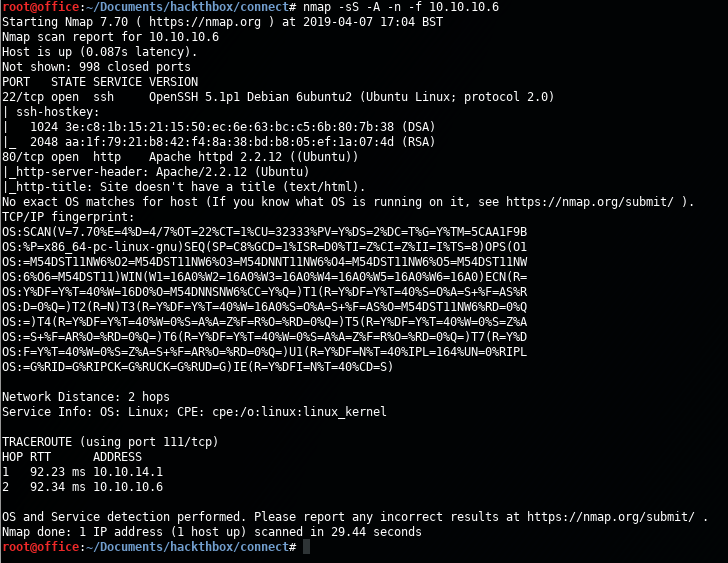 root@office:~/Documents/hackthbox/connect# nmap -sS -A -n -f 10.10.10.6
Starting Nmap 7.70 ( https://nmap.org ) at 2019-04-07 17:04 BST
Nmap scan report for 10.10.10.6
Host is up (0.087s latency).
Not shown: 998 closed ports
PORT   STATE SERVICE VERSION
22/tcp open  ssh     OpenSSH 5.1p1 Debian 6ubuntu2 (Ubuntu Linux; protocol 2.0)
| ssh-hostkey:
|   1024 3e:c8:1b:15:21:15:50:ec:6e:63:bc:c5:6b:80:7b:38 (DSA)
|_  2048 aa:1f:79:21:b8:42:f4:8a:38:bd:b8:05:ef:1a:07:4d (RSA)
80/tcp open  http    Apache httpd 2.2.12 ((Ubuntu))
|_http-server-header: Apache/2.2.12 (Ubuntu)
|_http-title: Site doesn't have a title (text/html).
No exact OS matches for host (If you know what OS is running on it, see https://nmap.org/submit/ ).
TCP/IP fingerprint:
OS:SCAN(V=7.70%E=4%D=4/7%OT=22%CT=1%CU=32333%PV=Y%DS=2%DC=T%G=Y%TM=5CAA1F9B
OS:%P=x86_64-pc-linux-gnu)SEQ(SP=C8%GCD=1%ISR=D0%TI=Z%CI=Z%II=I%TS=8)OPS(O1
OS:=M54DST11NW6%O2=M54DST11NW6%O3=M54DNNT11NW6%O4=M54DST11NW6%O5=M54DST11NW
OS:6%O6=M54DST11)WIN(W1=16A0%W2=16A0%W3=16A0%W4=16A0%W5=16A0%W6=16A0)ECN(R=
OS:Y%DF=Y%T=40%W=16D0%O=M54DNNSNW6%CC=Y%Q=)T1(R=Y%DF=Y%T=40%S=O%A=S+%F=AS%R
OS:D=0%Q=)T2(R=N)T3(R=Y%DF=Y%T=40%W=16A0%S=O%A=S+%F=AS%O=M54DST11NW6%RD=0%Q
OS:=)T4(R=Y%DF=Y%T=40%W=0%S=A%A=Z%F=R%O=%RD=0%Q=)T5(R=Y%DF=Y%T=40%W=0%S=Z%A
OS:=S+%F=AR%O=%RD=0%Q=)T6(R=Y%DF=Y%T=40%W=0%S=A%A=Z%F=R%O=%RD=0%Q=)T7(R=Y%D
OS:F=Y%T=40%W=0%S=Z%A=S+%F=AR%O=%RD=0%Q=)U1(R=Y%DF=N%T=40%IPL=164%UN=0%RIPL
OS:=G%RID=G%RIPCK=G%RUCK=G%RUD=G)IE(R=Y%DFI=N%T=40%CD=S)
Network Distance: 2 hops
Service Info: OS: Linux; CPE: cpe:/o:linux:linux_kernel
TRACEROUTE (using port 111/tcp)
HOP RTT      ADDRESS
1   92.23 ms 10.10.14.1
2   92.34 ms 10.10.10.6
OS and Service detection performed. Please report any incorrect results at https://nmap.org/submit/ .
Nmap done: 1 IP address (1 host up) scanned in 29.44 seconds
root@office:~/Documents/hackthbox/connect#